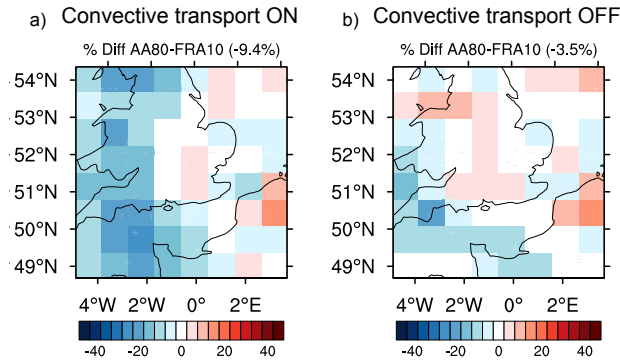 a) Convective transport ON
% Diff AA80-FRA10 (-9.4%)
54°N
53°N
52°N
51°N
50°N
49°N
4°W 2°W 0° 2°E
-40 -20 0 20 40
b) Convective transport OFF
% Diff AA80-FRA10 (-3.5%)
54°N
53°N
52°N
51°N
50°N
49°N
4°W 2°W 0° 2°E
-40 -20 0 20 40